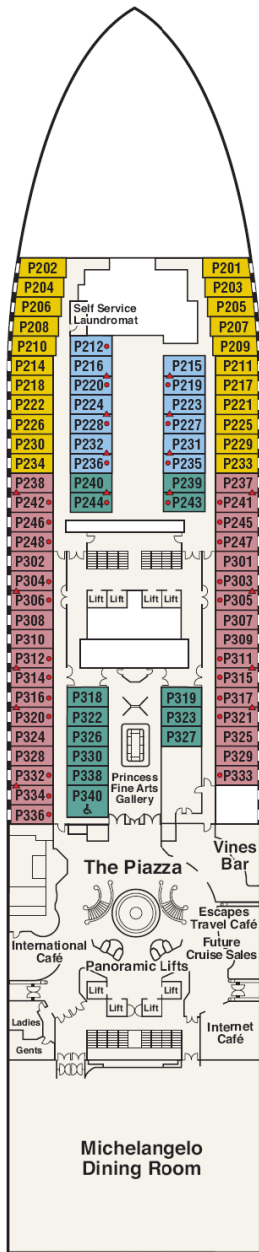 P202 P201
P204 P203
P206 P205
Self Service
Laundromat
P208 P207
P210 P212 P209
P214 P216 P215 P211
P218 P220 P219 P217
P222 P224 P223 P221
P226 P228 P227 P225
P230 P232 P231 P229
P234 P236 P235 P233
P238 P240 P239 P237
P242 P244 P243 P241
P246 P245
P248 P247
P302 P301
P304 P303
P306 Lift Lift Lift Lift P305
P308 P307
P310 P309
P312 P311
P314 P315
P316 P318 P319 P317
P320 P322 P323 P321
P324 P326 P327 P325
P328 P330 P329
P332 P338 P333
Princess
Fine Arts
Gallery
P334 P340
P336
The Piazza
Vines
Bar
Escapes
Travel Café
International
Café
Future
Cruise Sales
Panoramic Lifts
Lift Lift
Lift Lift
Ladies
Gents
Internet
Café
Michelangelo
Dining Room